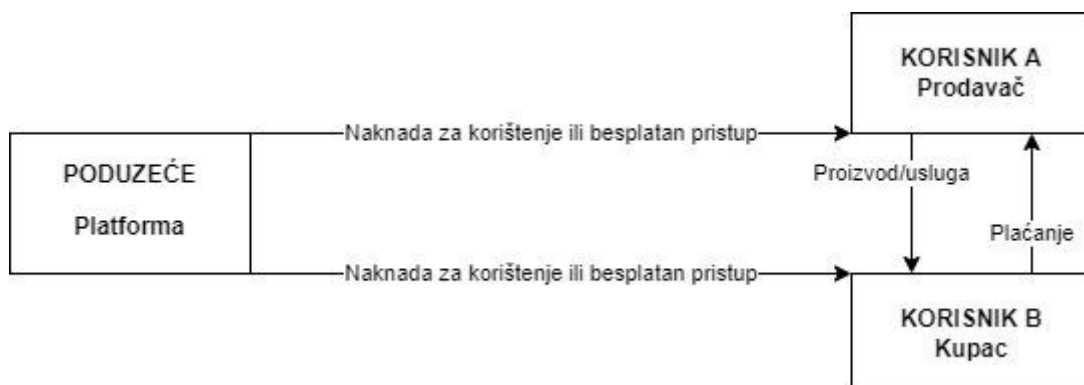 KORISNIK A
Prodavač
Naknada za korištenje ili besplatan pristup
PODUZEĆE
Platforma
Proizvod/usluga
Plaćanje
Naknada za korištenje ili besplatan pristup
KORISNIK B
Kupac